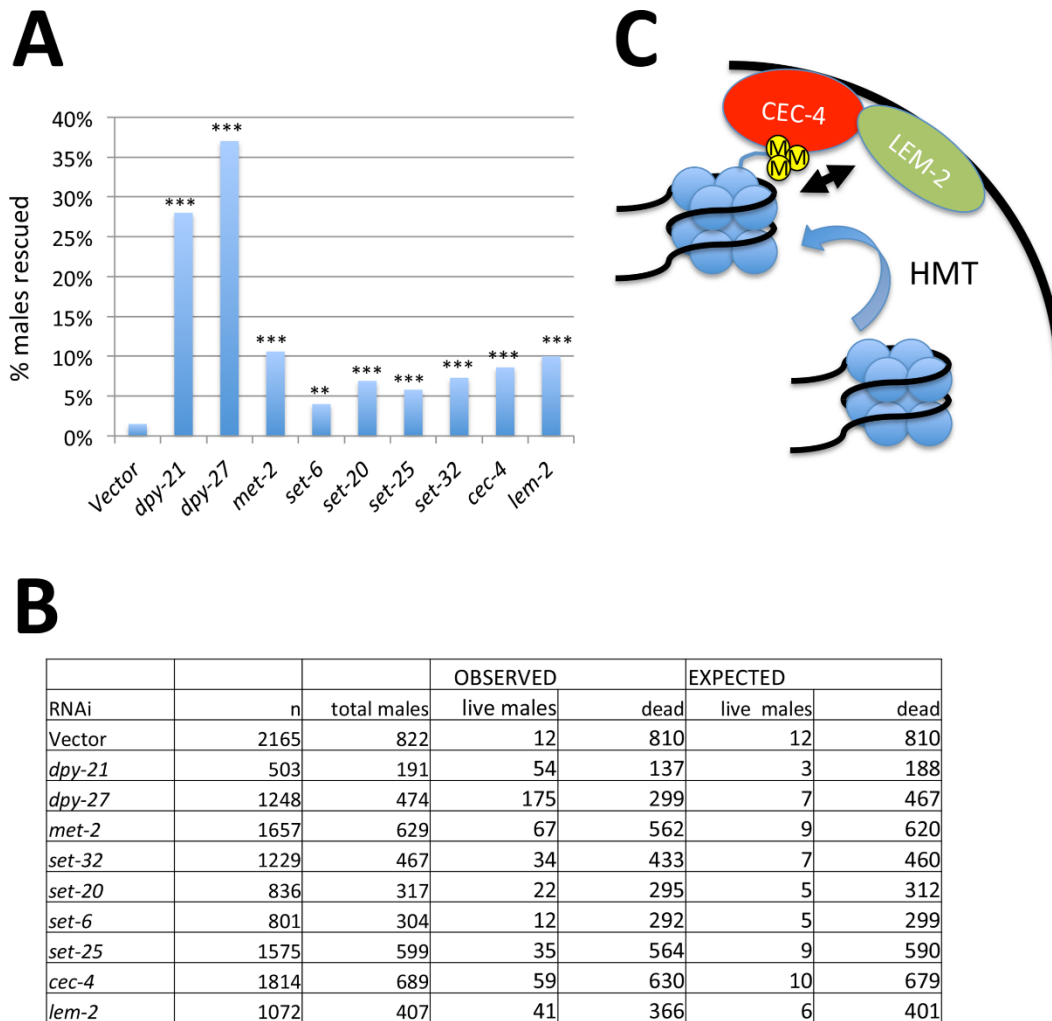 A
40%
35%
30%
25%
20%
15%
10%
5%
0%
% males rescued
***
***
***
**
***
***
***
***
***
Vector
dpy-21
dpy-27
met-2
set-6
set-20
set-25
set-32
cec-4
lem-2
C
CEC-4
LEM-2
M
M
M
HMT
B
OBSERVED EXPECTED
RNAi n total males live males dead live males dead
Vector 2165 822 12 810 12 810
dpy-21 503 191 54 137 3 188
dpy-27 1248 474 175 299 7 467
met-2 1657 629 67 562 9 620
set-32 1229 467 34 433 7 460
set-20 836 317 22 295 5 312
set-6 801 304 12 292 5 299
set-25 1575 599 35 564 9 590
cec-4 1814 689 59 630 10 679
lem-2 1072 407 41 366 6 401